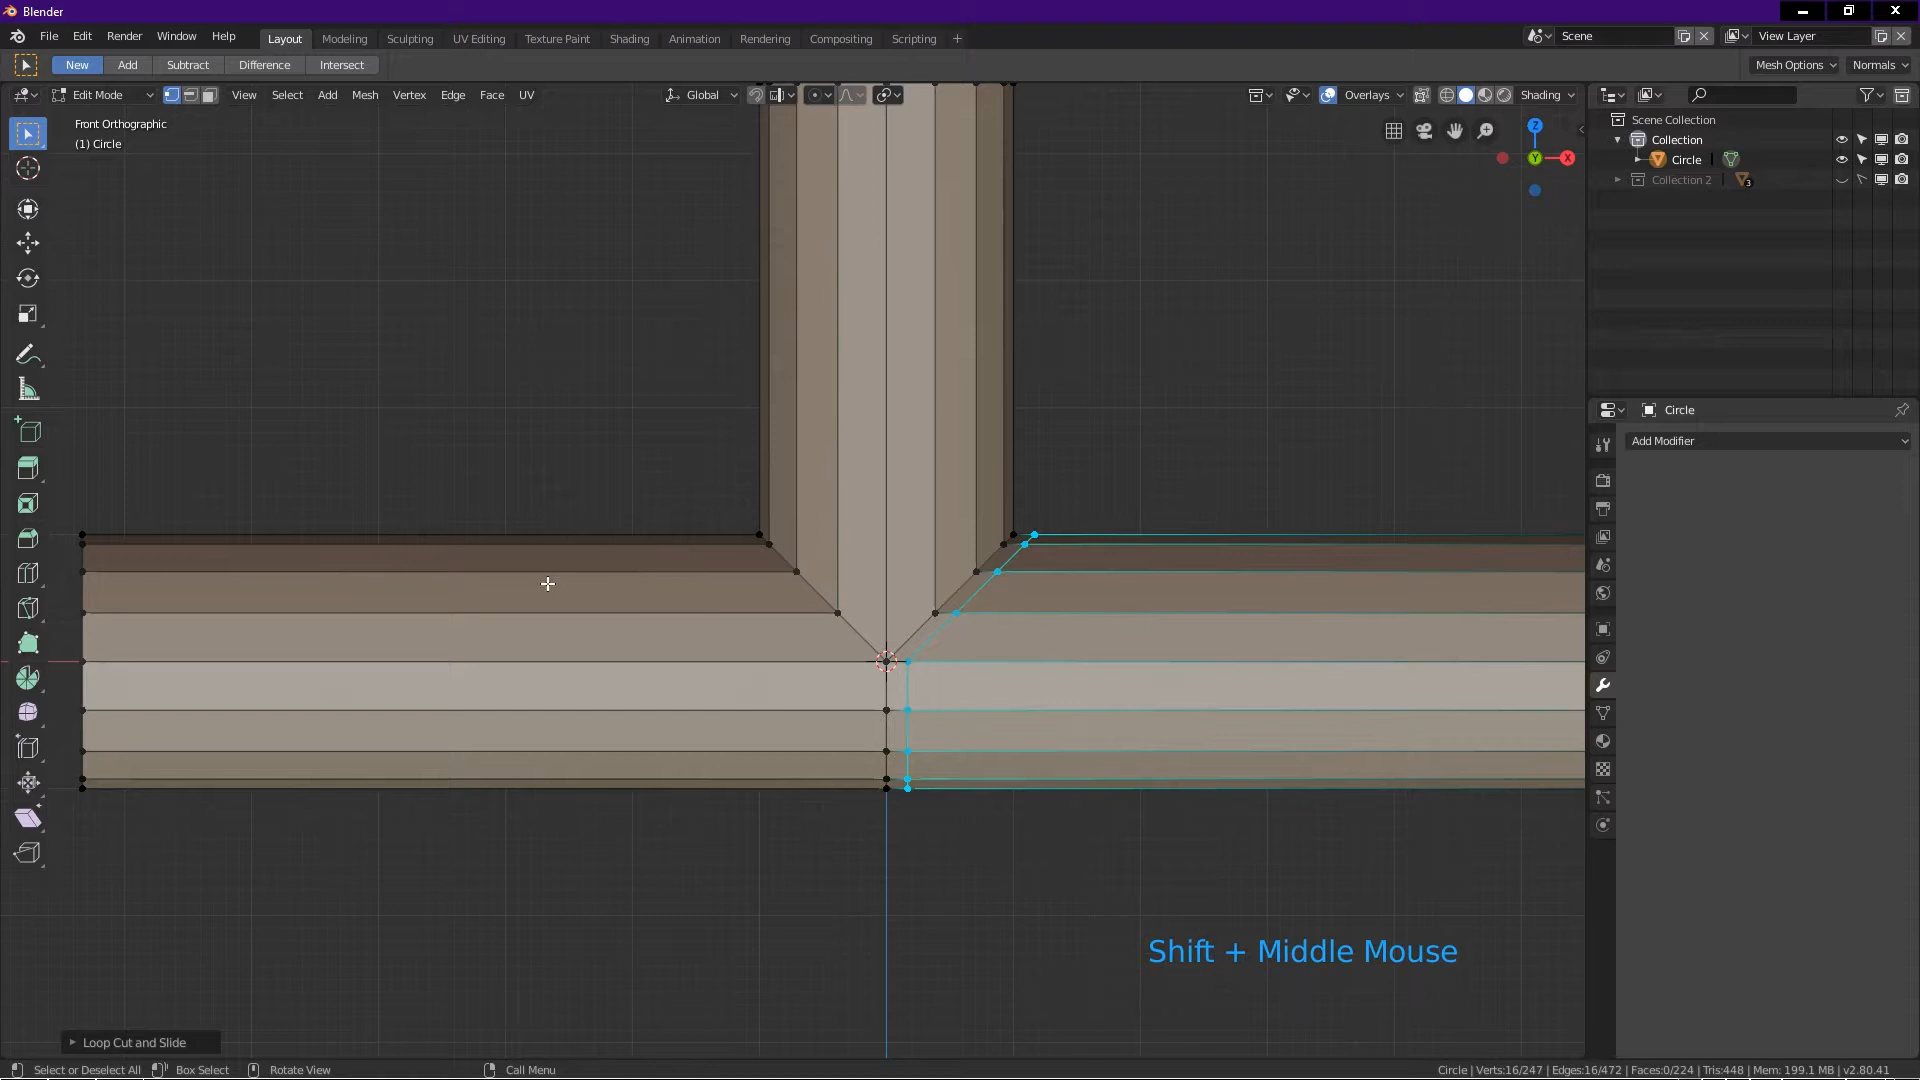 Blender
File Edit Render Window Help Layout Modeling Sculpting UV Editing Texture Paint Shading Animation Rendering Compositing Scripting + Scene View Layer
New Add Subtract Difference Intersect Mesh Options Normals
Edit Mode View Select Add Mesh Vertex Edge Face UV Global Overlays Shading
Front Orthographic
(1) Circle
Z
Y
X
Scene Collection
Collection
Circle
Collection 2 3
Circle
Add Modifier
Shift + Middle Mouse
Loop Cut and Slide
Select or Deselect All Box Select Rotate View Call Menu Circle | Verts:16/247 | Edges:16/472 | Faces:0/224 | Tris:448 | Mem: 199.1 MB | v2.80.41